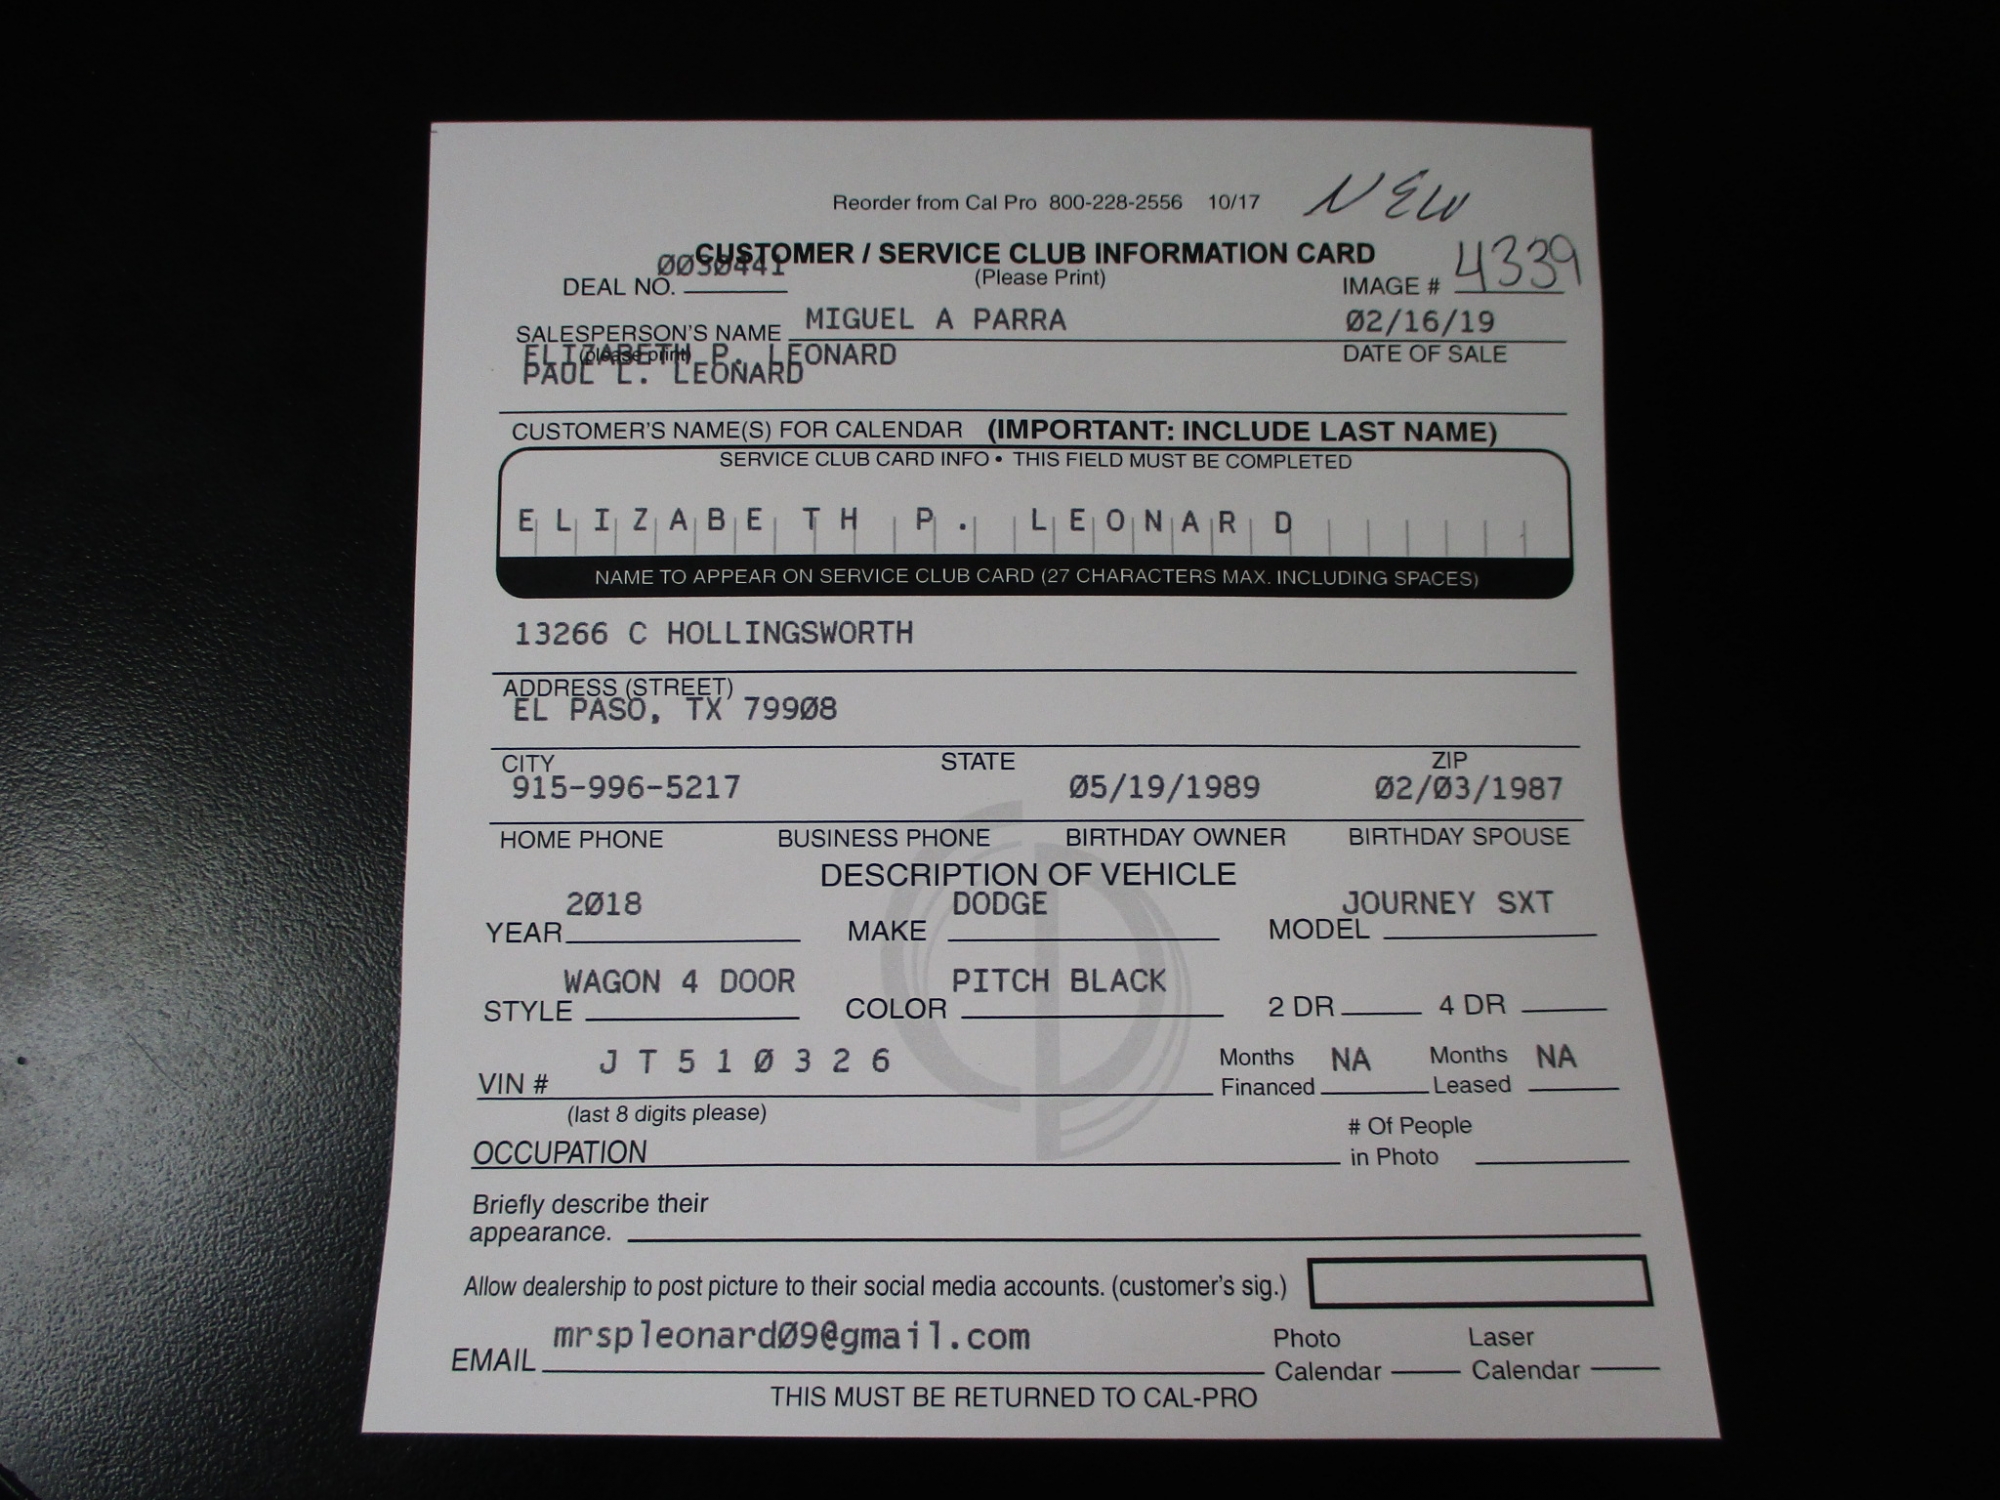 Reorder from Cal Pro 800-228-2556 10/17 NEW
CUSTOMER / SERVICE CLUB INFORMATION CARD
(Please Print)
DEAL NO. 0030441 IMAGE # 4339
SALESPERSON'S NAME MIGUEL A PARRA 02/16/19
(please print) DATE OF SALE
ELIZABETH P. LEONARD
PAUL L. LEONARD
CUSTOMER'S NAME(S) FOR CALENDAR (IMPORTANT: INCLUDE LAST NAME)
SERVICE CLUB CARD INFO • THIS FIELD MUST BE COMPLETED
ELIZABETH P. LEONARD
NAME TO APPEAR ON SERVICE CLUB CARD (27 CHARACTERS MAX. INCLUDING SPACES)
13266 C HOLLINGSWORTH
ADDRESS (STREET)
EL PASO, TX 79908
CITY STATE ZIP
915-996-5217 05/19/1989 02/03/1987
HOME PHONE BUSINESS PHONE BIRTHDAY OWNER BIRTHDAY SPOUSE
DESCRIPTION OF VEHICLE
YEAR 2018 MAKE DODGE MODEL JOURNEY SXT
STYLE WAGON 4 DOOR COLOR PITCH BLACK 2 DR 4 DR
VIN # JT510326 Months Financed NA Months Leased NA
(last 8 digits please)
OCCUPATION # Of People in Photo
Briefly describe their
appearance.
Allow dealership to post picture to their social media accounts. (customer's sig.)
EMAIL mrspleonard09@gmail.com Photo Calendar Laser Calendar
THIS MUST BE RETURNED TO CAL-PRO